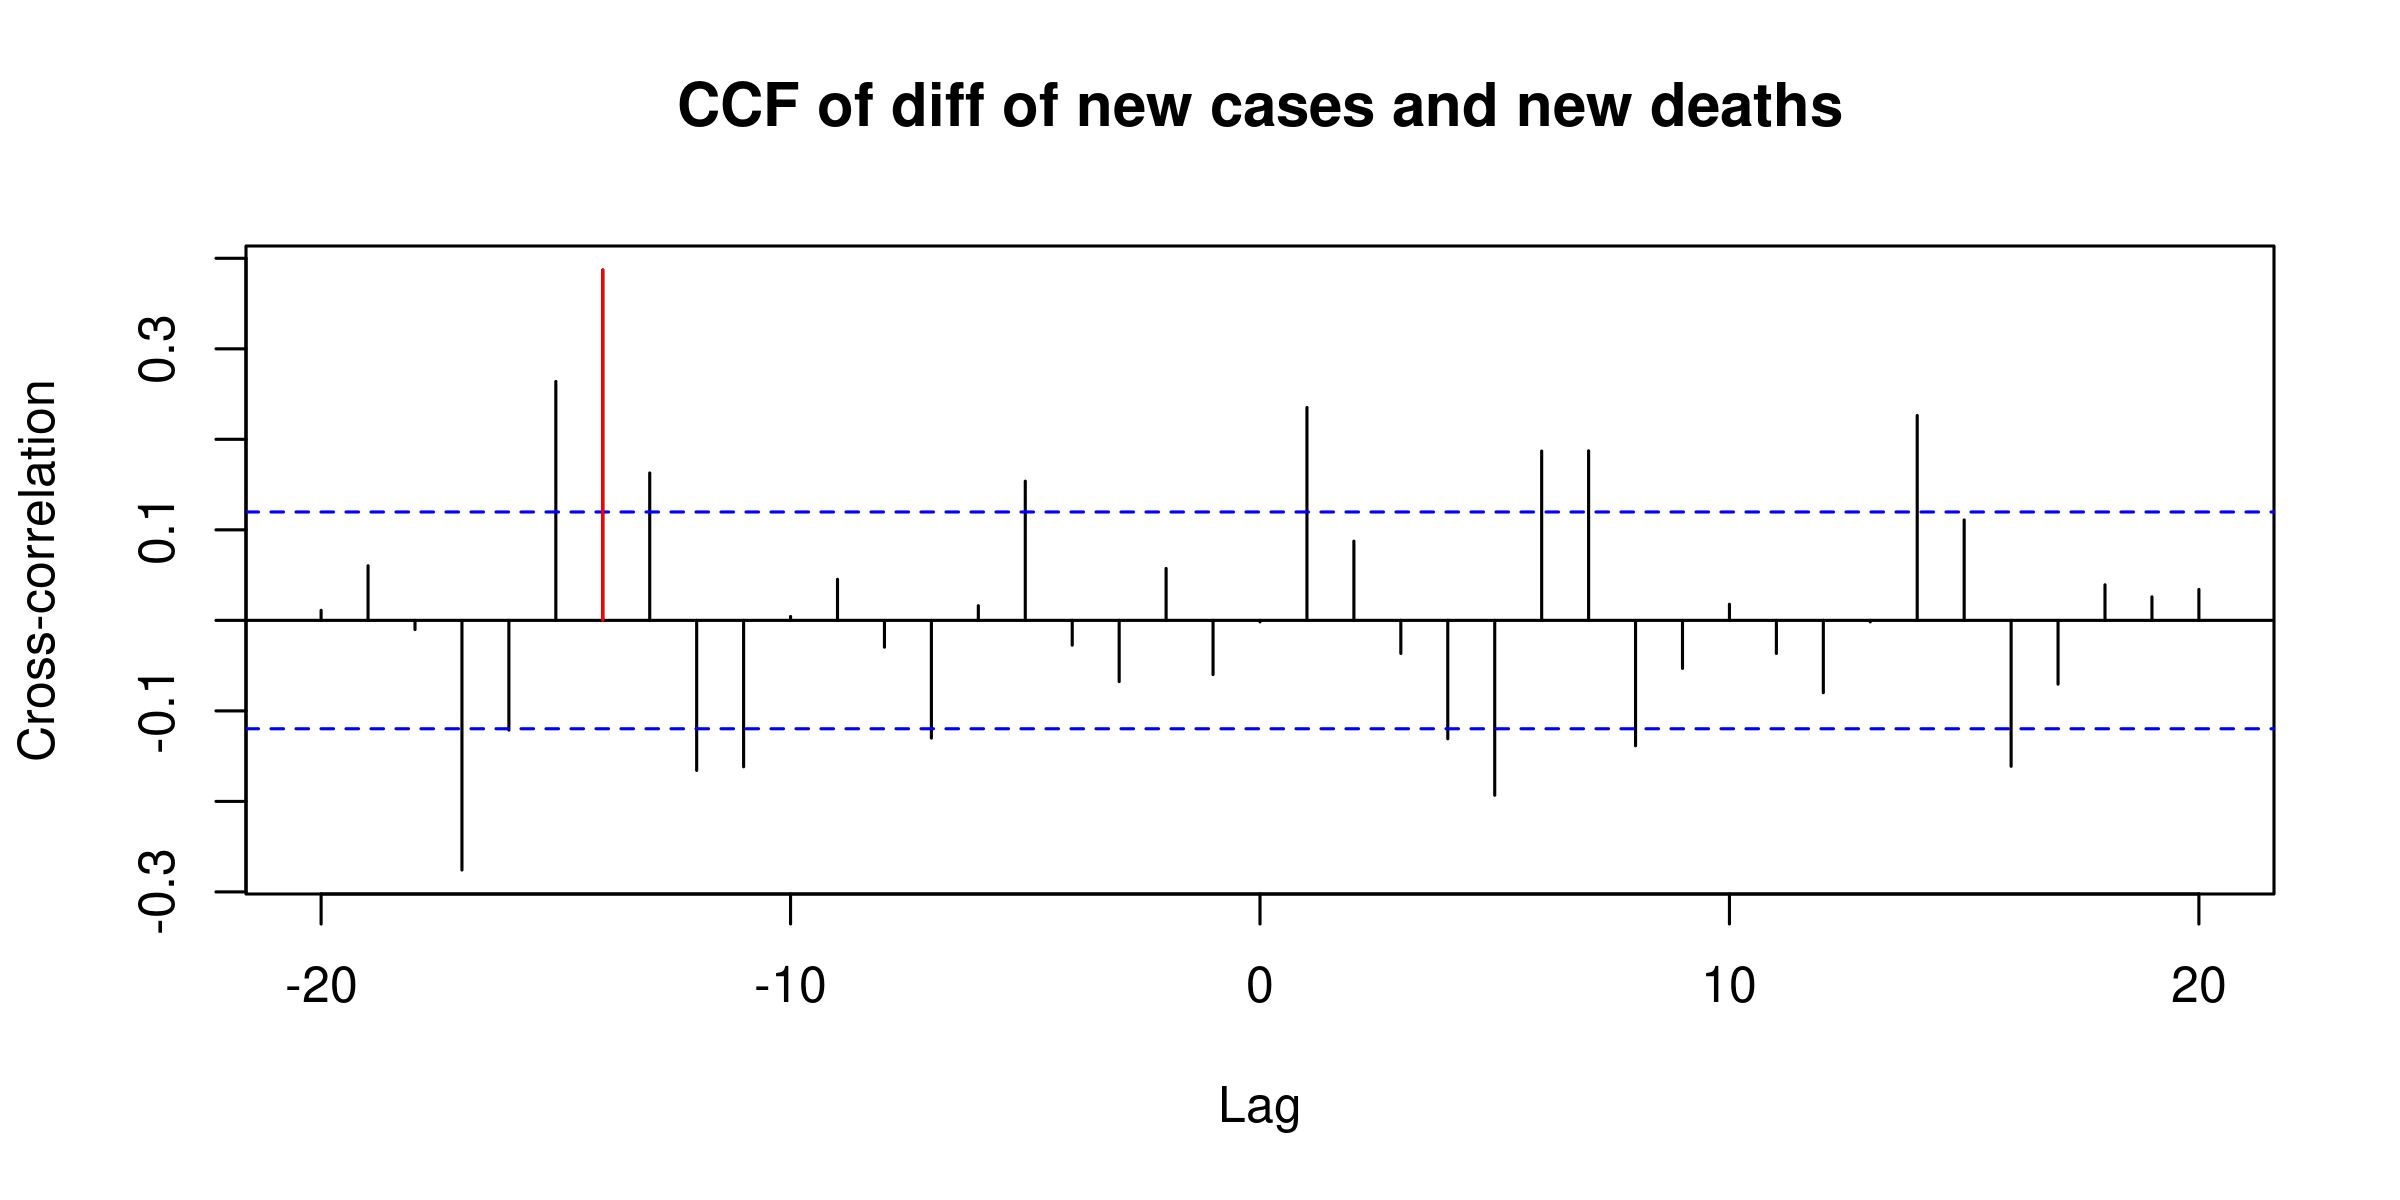 CCF of diff of new cases and new deaths
Cross-correlation
0.3
0.1
-0.1
-0.3
-20 -10 0 10 20
Lag